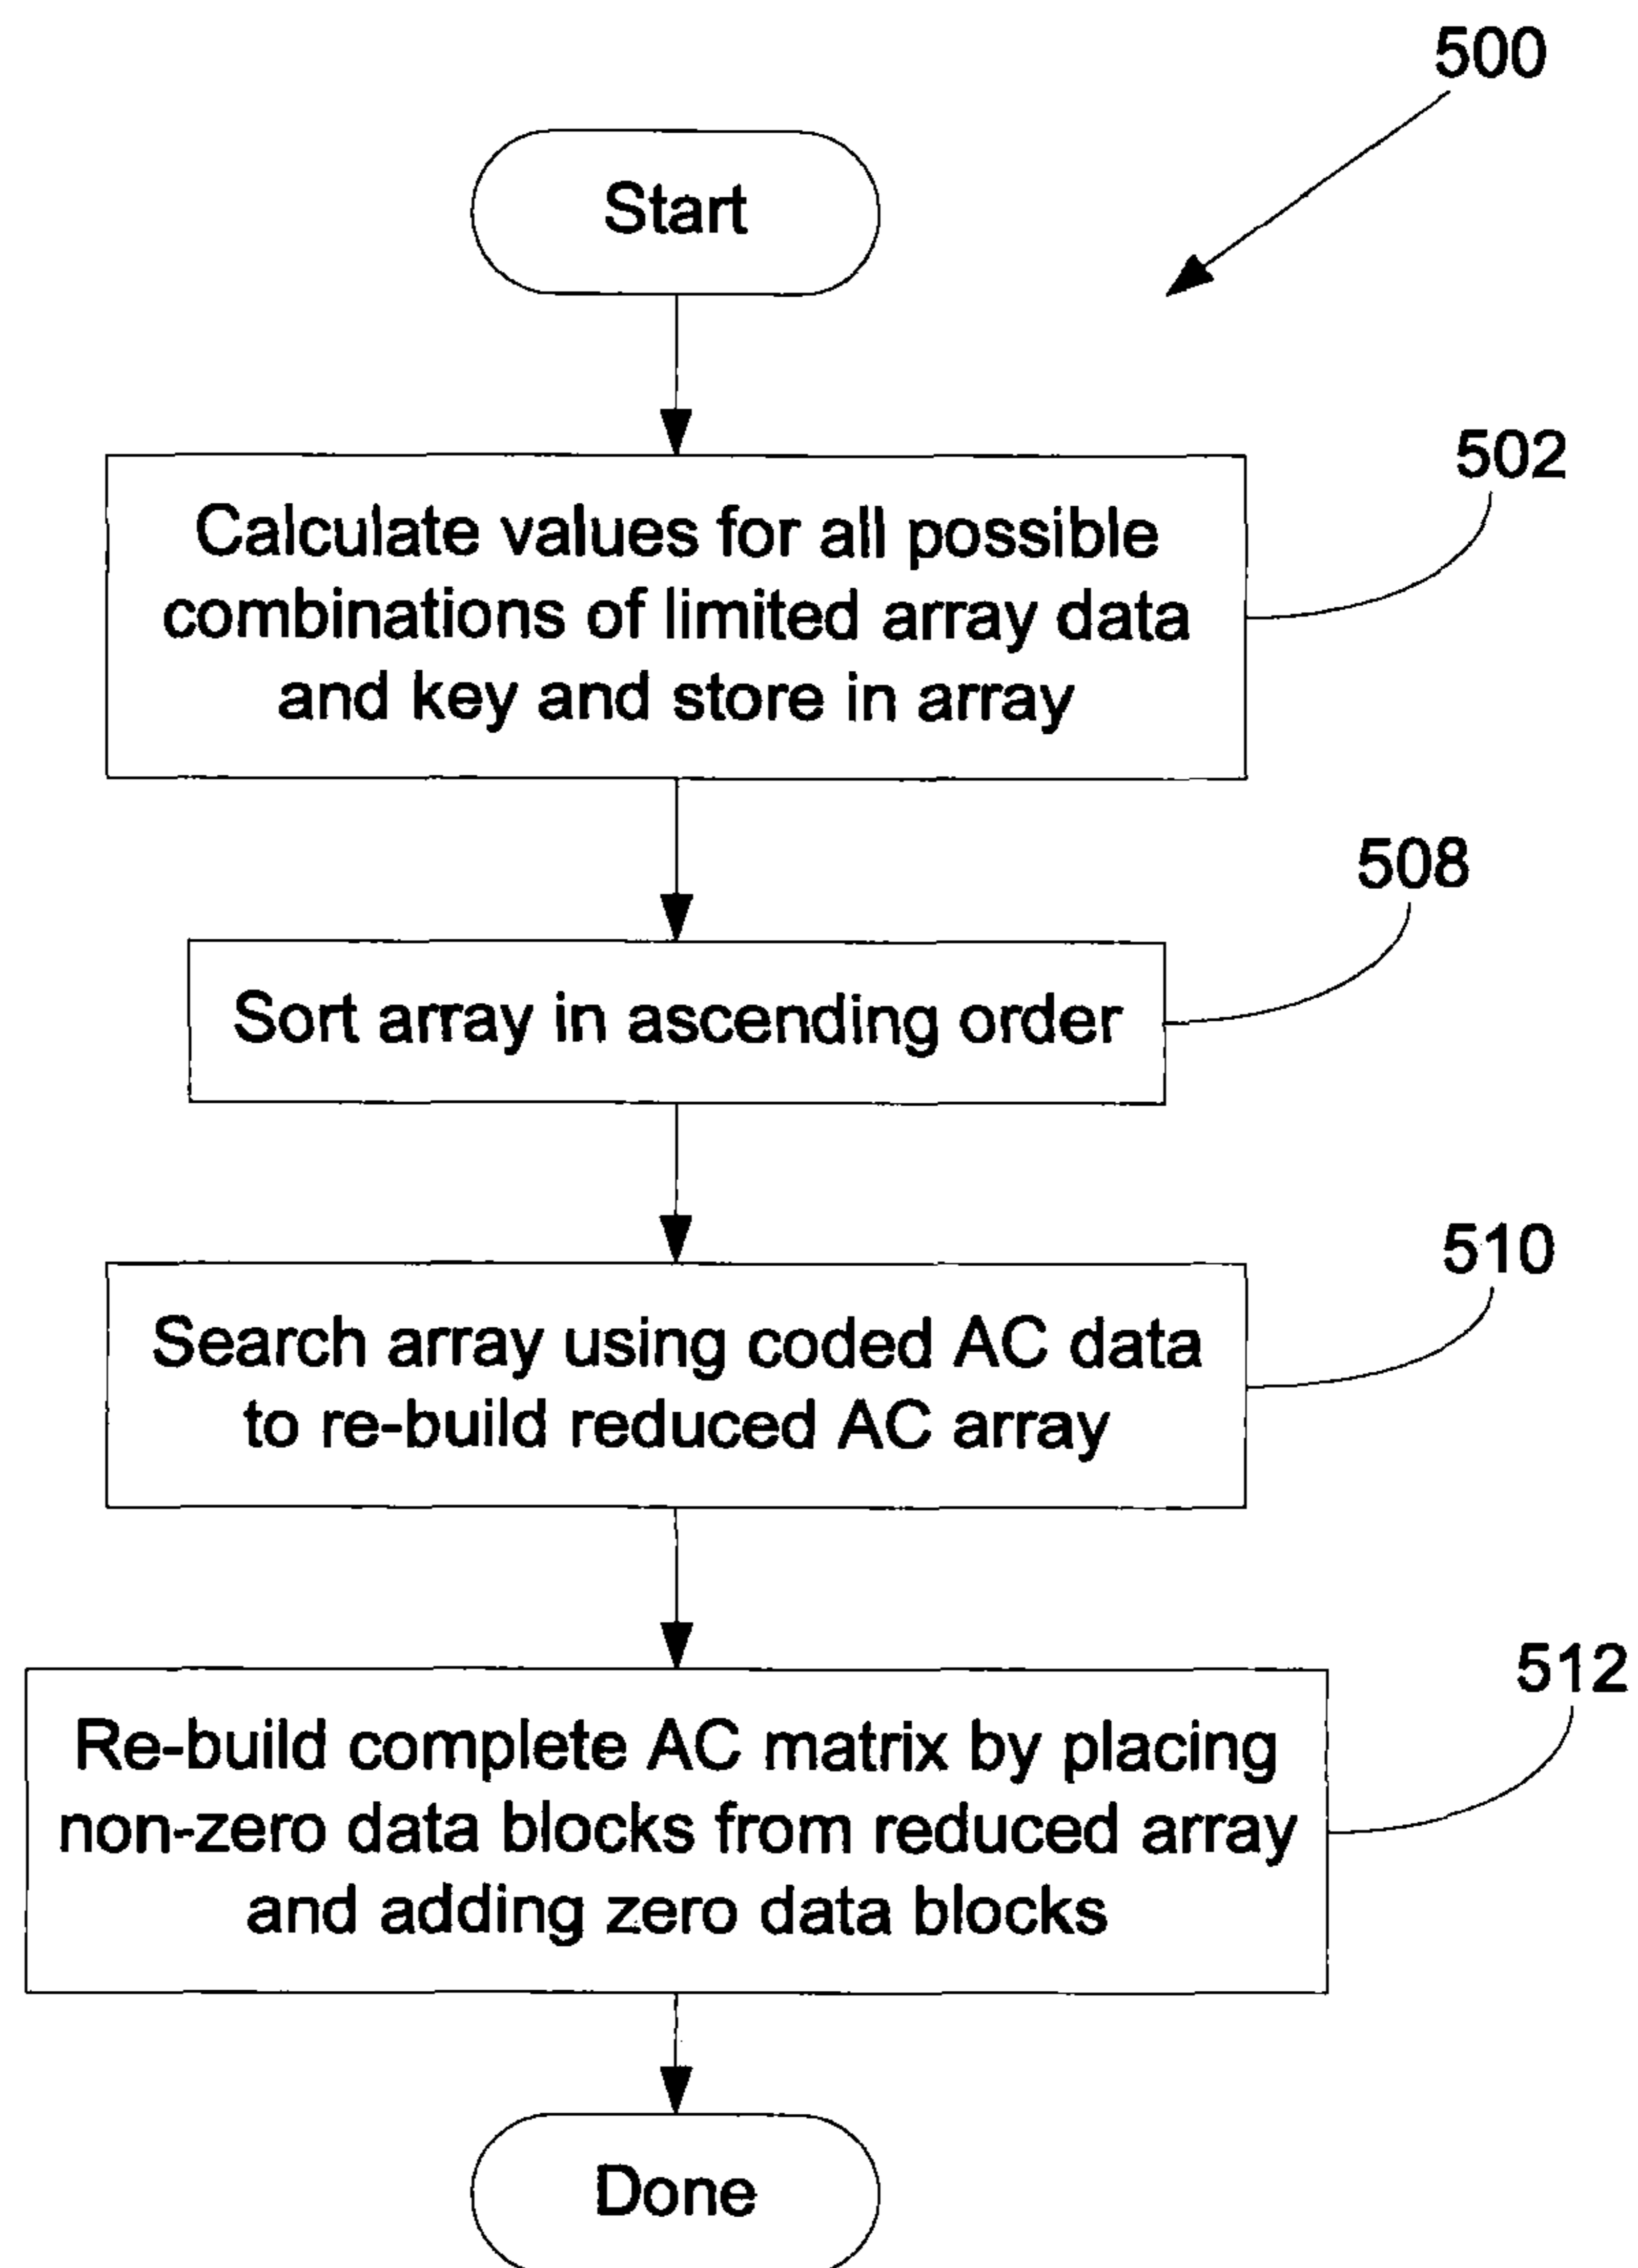 500
Start
502
Calculate values for all possible
combinations of limited array data
and key and store in array
508
Sort array in ascending order
510
Search array using coded AC data
to re-build reduced AC array
512
Re-build complete AC matrix by placing
non-zero data blocks from reduced array
and adding zero data blocks
Done